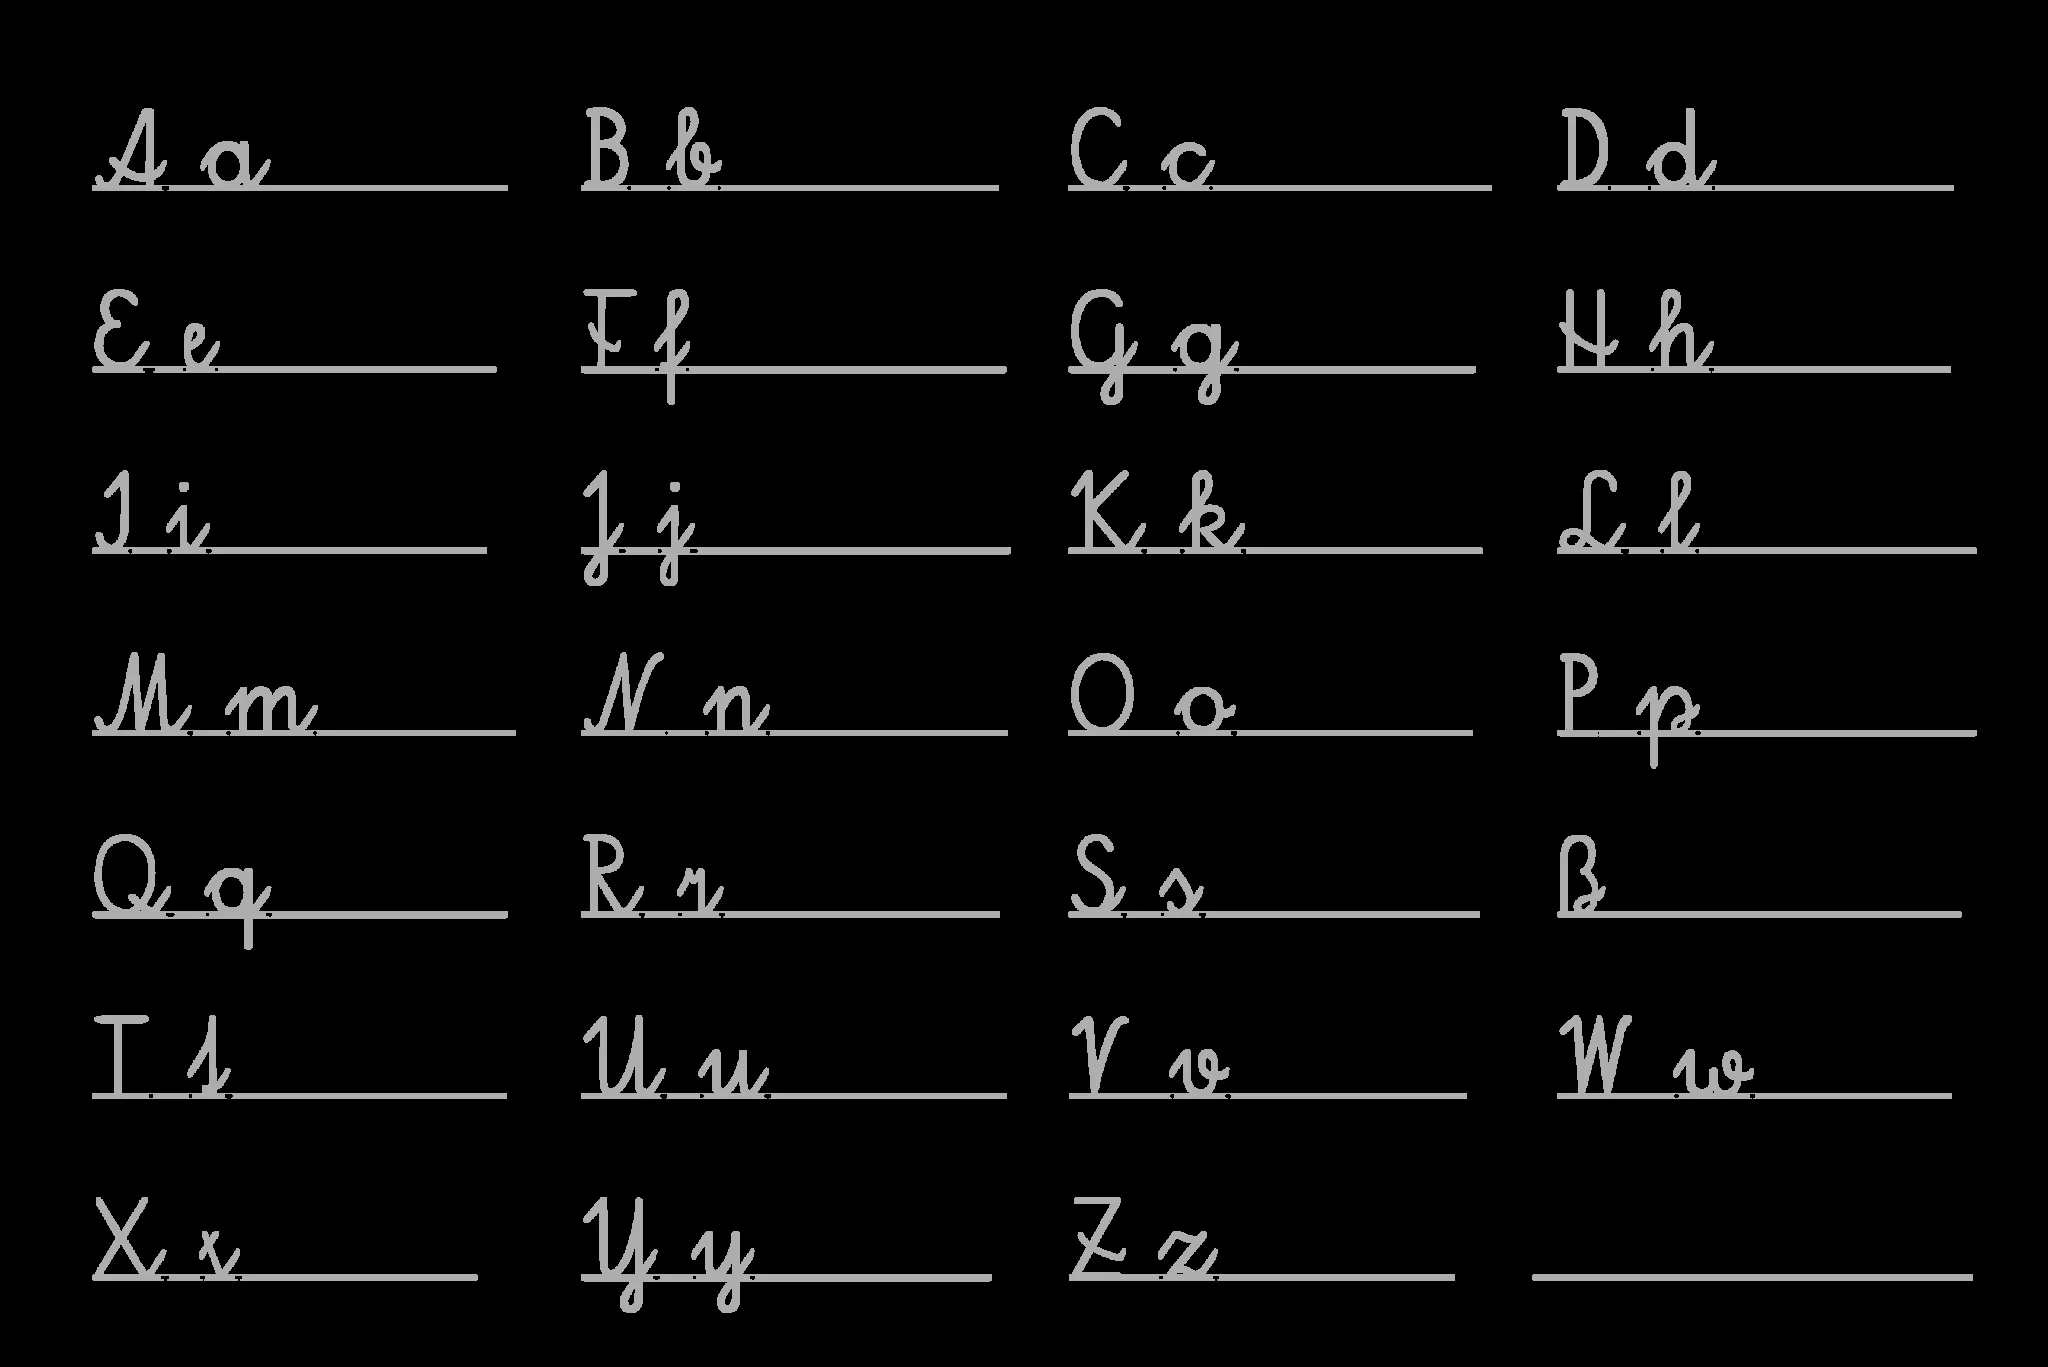 A a B b C c D d
E e F f G g H h
I i J j K k L l
M m N n O o P p
Q q R r S s ß
T t U u V v W w
X x Y y Z z